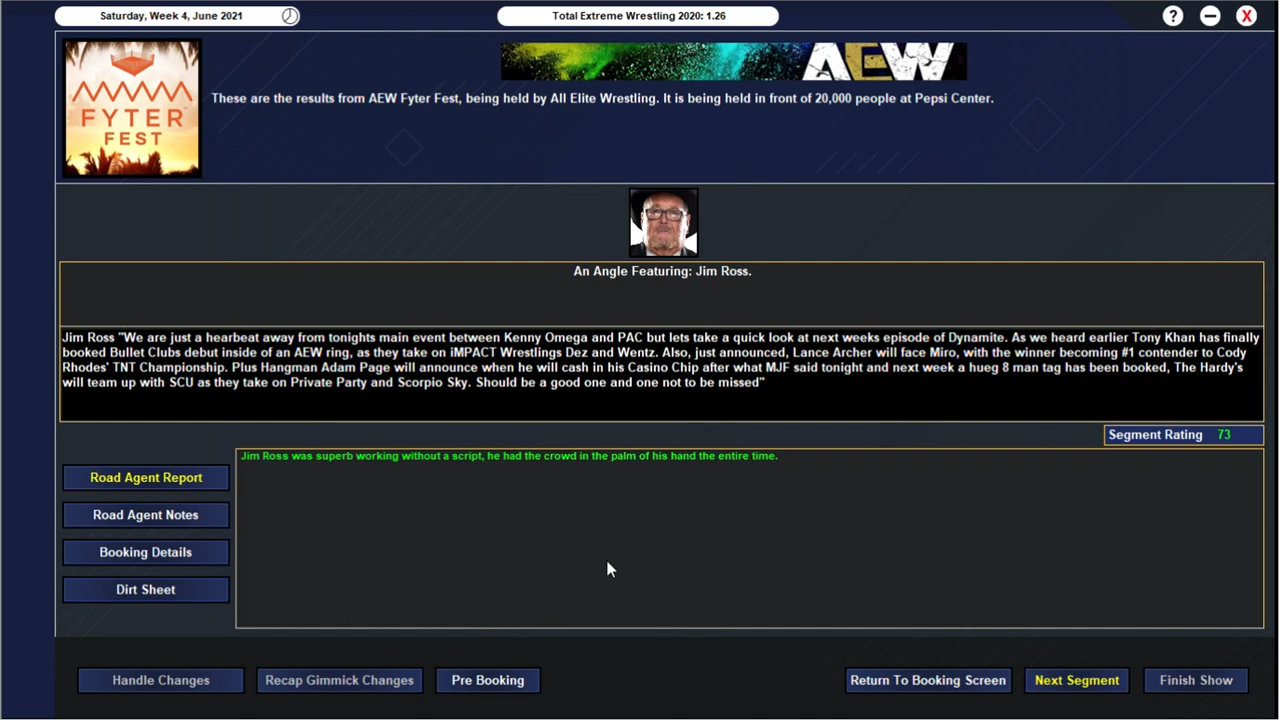 Saturday, Week 4, June 2021
Total Extreme Wrestling 2020: 1.26
?
X
AEW
FYTER
FEST
These are the results from AEW Fyter Fest, being held by All Elite Wrestling. It is being held in front of 20,000 people at Pepsi Center.
An Angle Featuring: Jim Ross.
Jim Ross "We are just a hearbeat away from tonights main event between Kenny Omega and PAC but lets take a quick look at next weeks episode of Dynamite. As we heard earlier Tony Khan has finally
booked Bullet Clubs debut inside of an AEW ring, as they take on iMPACT Wrestlings Dez and Wentz. Also, just announced, Lance Archer will face Miro, with the winner becoming #1 contender to Cody
Rhodes' TNT Championship. Plus Hangman Adam Page will announce when he will cash in his Casino Chip after what MJF said tonight and next week a hueg 8 man tag has been booked, The Hardy's
will team up with SCU as they take on Private Party and Scorpio Sky. Should be a good one and one not to be missed"
Segment Rating 73
Jim Ross was superb working without a script, he had the crowd in the palm of his hand the entire time.
Road Agent Report
Road Agent Notes
Booking Details
Dirt Sheet
Handle Changes
Recap Gimmick Changes
Pre Booking
Return To Booking Screen
Next Segment
Finish Show